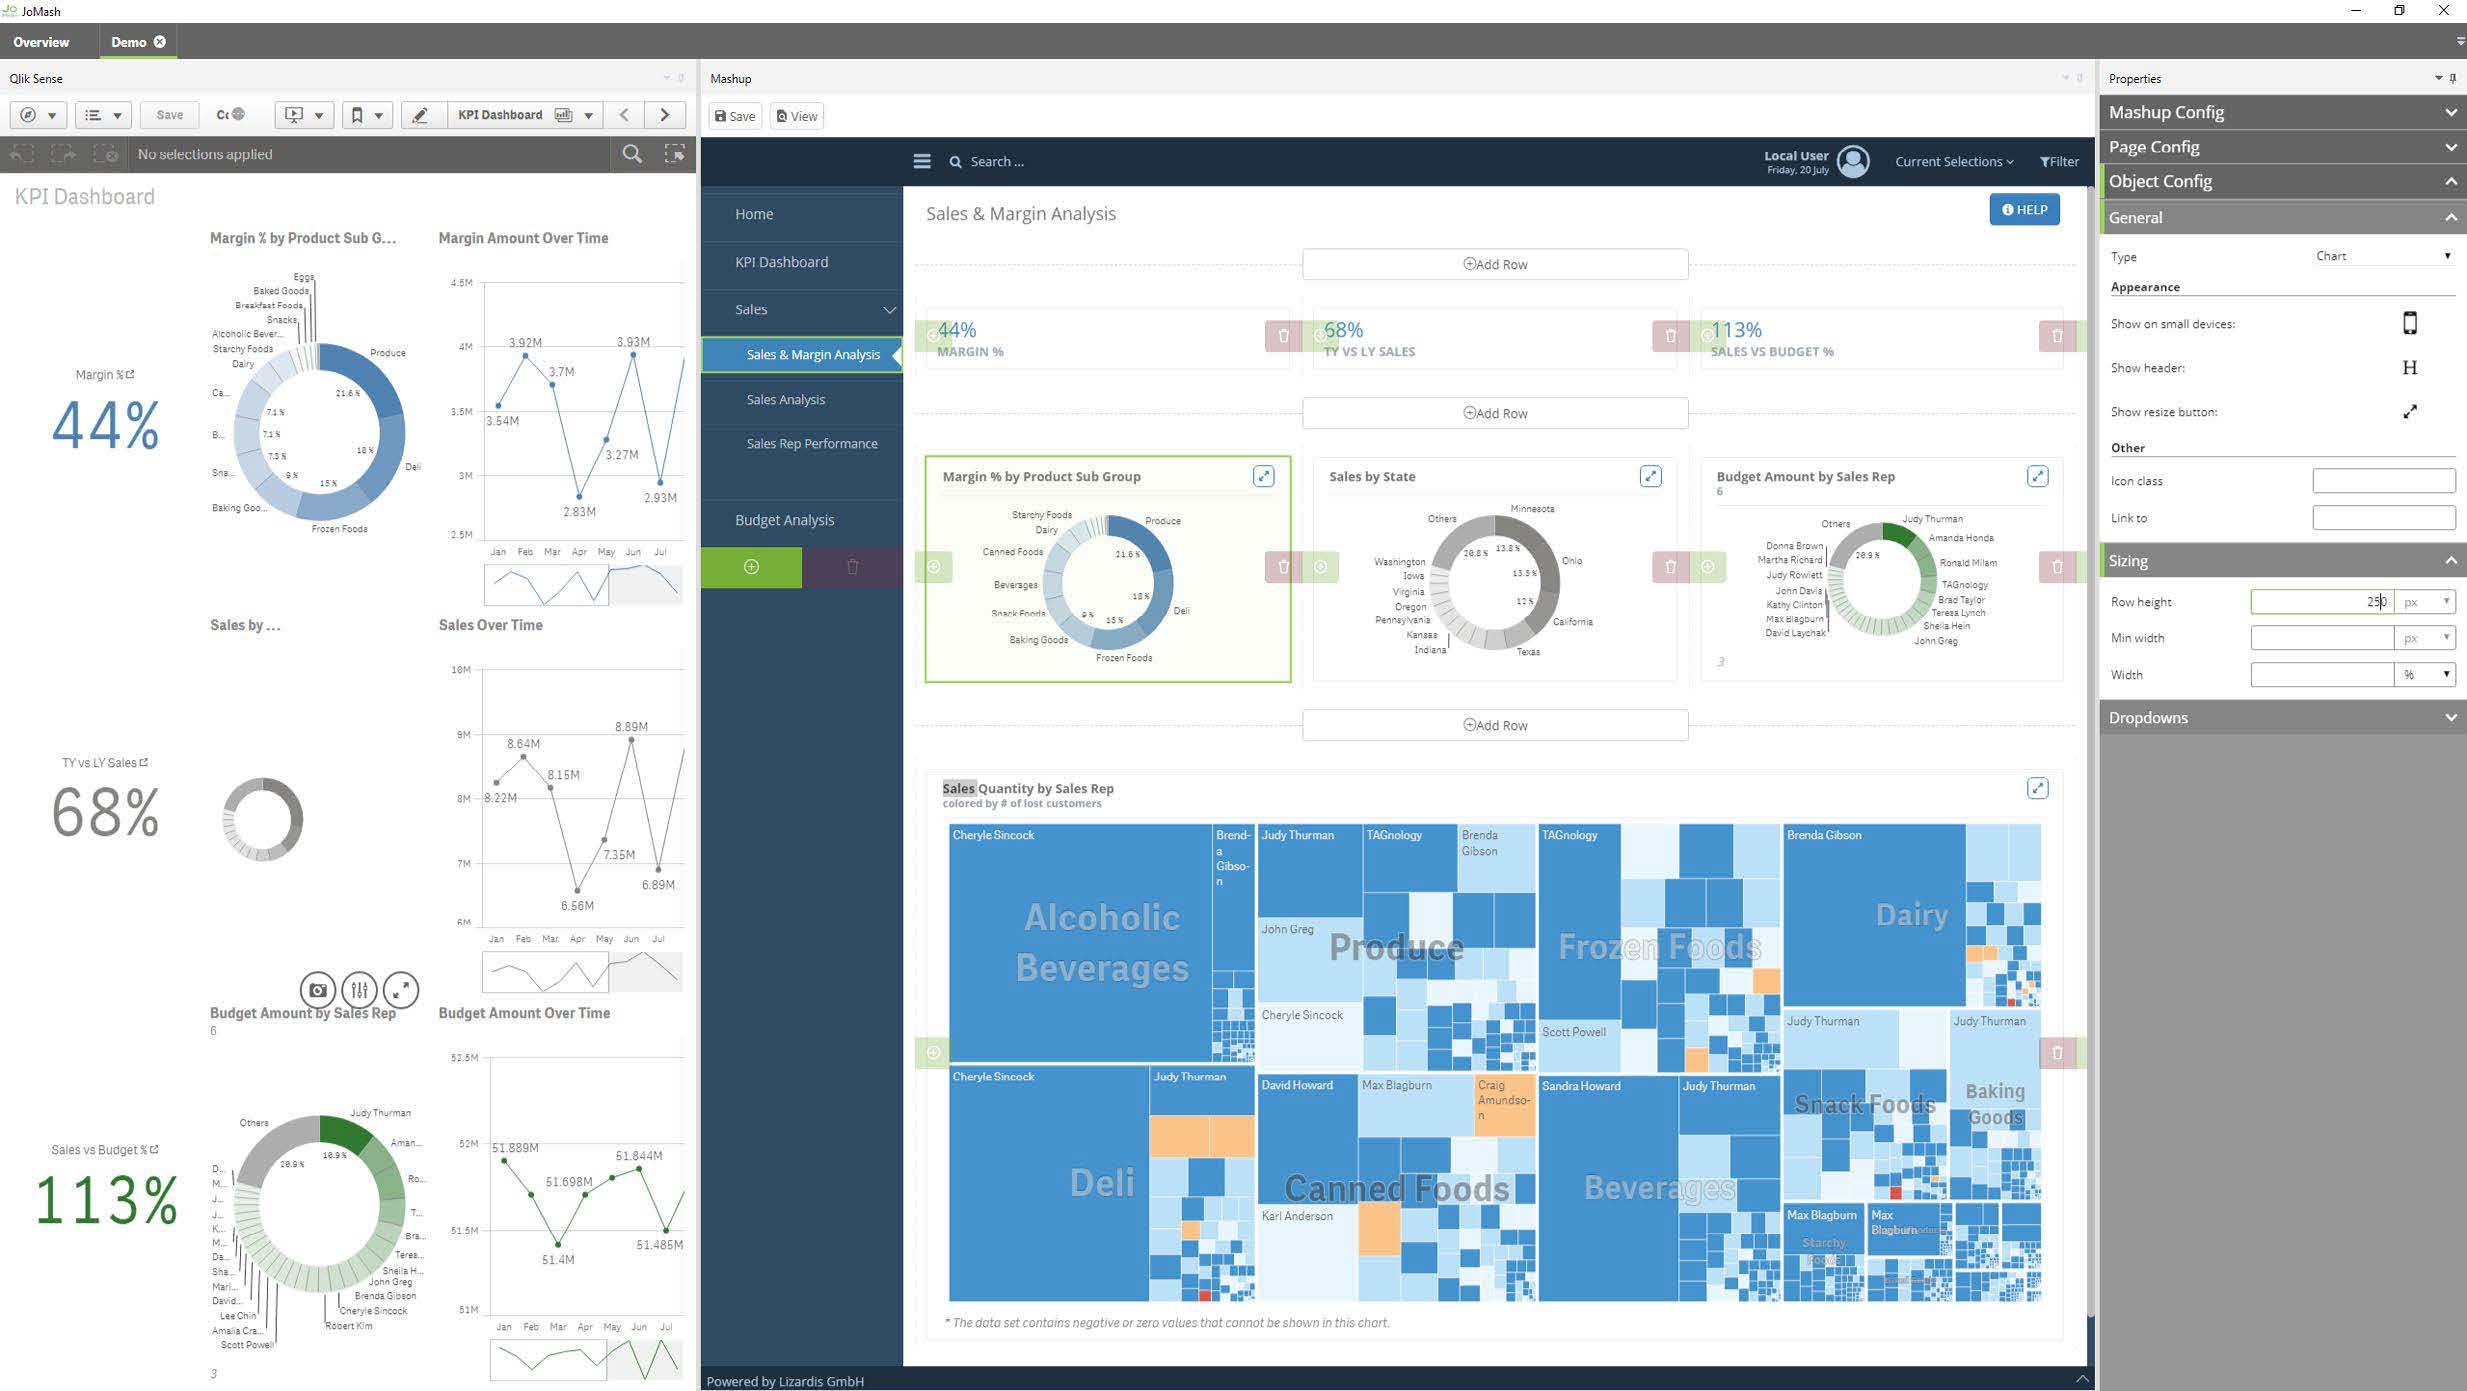 JoMash
Overview
Demo
Qlik Sense
Save
KPI Dashboard
No selections applied
KPI Dashboard
Margin % by Product Sub G...
Margin Amount Over Time
Eggs
Baked Goods
Breakfast Foods
Snacks
Alcoholic Bever...
Starchy Foods
Dairy
Produce
Ca...
B...
Sna...
Baking Goo...
Frozen Foods
Deli
21.6 %
18 %
15 %
9 %
7.3 %
7.1 %
7.1 %
Margin %
44%
4.5M
4M
3.5M
3M
2.5M
3.54M
3.92M
3.7M
2.83M
3.27M
3.93M
2.93M
Jan Feb Mar Apr May Jun Jul
Sales by ...
Sales Over Time
TY vs LY Sales
68%
10M
9M
8M
7M
6M
8.22M
8.64M
8.15M
6.56M
7.35M
8.89M
6.89M
Jan Feb Mar Apr May Jun Jul
Budget Amount by Sales Rep
6
Budget Amount Over Time
Sales vs Budget %
113%
Others
Judy Thurman
Aman...
Ro...
T...
Bra...
Teres...
Sheila H...
John Greg
Brenda Gibson
Cheryle Sincock
Robert Kim
20.9 %
10.9 %
D...
M...
J...
J...
K...
M...
Da...
Sha...
Mari...
David...
Lee Chin
Amalia Cra...
Scott Powell
3
52.5M
52M
51.5M
51M
51.889M
51.698M
51.4M
51.844M
51.485M
Jan Feb Mar Apr May Jun Jul
Mashup
Save
View
Search ...
Local User
Friday, 20 July
Current Selections
Filter
Home
KPI Dashboard
Sales
Sales & Margin Analysis
Sales Analysis
Sales Rep Performance
Budget Analysis
Sales & Margin Analysis
HELP
Add Row
44%
MARGIN %
68%
TY VS LY SALES
113%
SALES VS BUDGET %
Add Row
Margin % by Product Sub Group
Starchy Foods
Dairy
Canned Foods
Beverages
Snack Foods
Baking Goods
Frozen Foods
Deli
Produce
21.6 %
18 %
15 %
9 %
Sales by State
Others
Minnesota
Ohio
California
Texas
Washington
Iowa
Virginia
Oregon
Pennsylvania
Kansas
Indiana
20.8 %
13.8 %
13.5 %
12 %
Budget Amount by Sales Rep
6
Others
Judy Thurman
Amanda Honda
Ronald Milam
TAGnology
Brad Taylor
Teresa Lynch
Sheila Hein
John Greg
Donna Brown
Martha Richard
Judy Rowlett
John Davis
Kathy Clinton
Max Blagburn
David Laychak
20.9 %
3
Add Row
Sales Quantity by Sales Rep
colored by # of lost customers
Cheryle Sincock
Brend-
a
Gibso-
n
Alcoholic
Beverages
Judy Thurman
TAGnology
Brenda
Gibson
John Greg
Produce
Cheryle Sincock
TAGnology
Frozen Foods
Scott Powell
Brenda Gibson
Dairy
Cheryle Sincock
Judy Thurman
Deli
David Howard
Max Blagburn
Craig
Amundso-
n
Canned Foods
Karl Anderson
Sandra Howard
Judy Thurman
Beverages
Judy Thurman
Snack Foods
Judy Thurman
Baking
Goods
Max Blagburn
Starchy
Foods
Max
Blagburn
* The data set contains negative or zero values that cannot be shown in this chart.
Powered by Lizardis GmbH
Properties
Mashup Config
Page Config
Object Config
General
Type
Chart
Appearance
Show on small devices:
Show header:
H
Show resize button:
Other
Icon class
Link to
Sizing
Row height
250
px
Min width
px
Width
%
Dropdowns